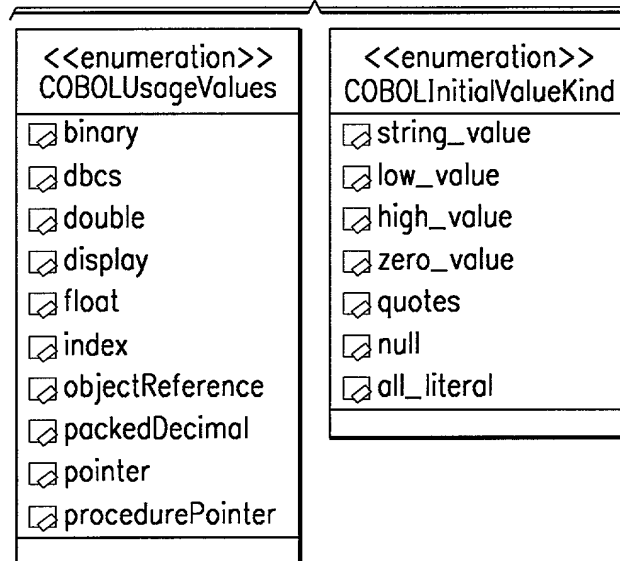 <<enumeration>>
COBOLUsageValues
binary
dbcs
double
display
float
index
objectReference
packedDecimal
pointer
procedurePointer
<<enumeration>>
COBOLInitialValueKind
string_value
low_value
high_value
zero_value
quotes
null
all_literal